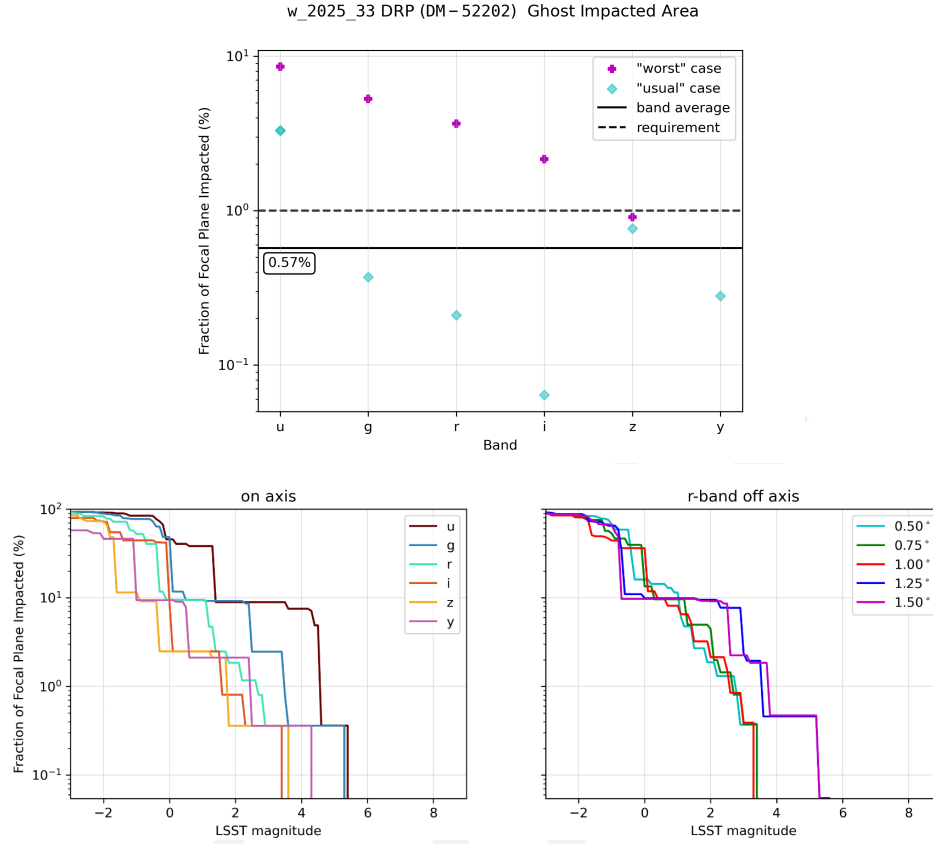 w_2025_33 DRP (DM−52202) Ghost Impacted Area
Fraction of Focal Plane Impacted (%)
10¹
10⁰
10⁻¹
"worst" case
"usual" case
band average
requirement
0.57%
u g r i z y
Band
on axis
Fraction of Focal Plane Impacted (%)
10²
10¹
10⁰
10⁻¹
u
g
r
i
z
y
−2 0 2 4 6 8
LSST magnitude
r-band off axis
0.50°
0.75°
1.00°
1.25°
1.50°
−2 0 2 4 6 8
LSST magnitude